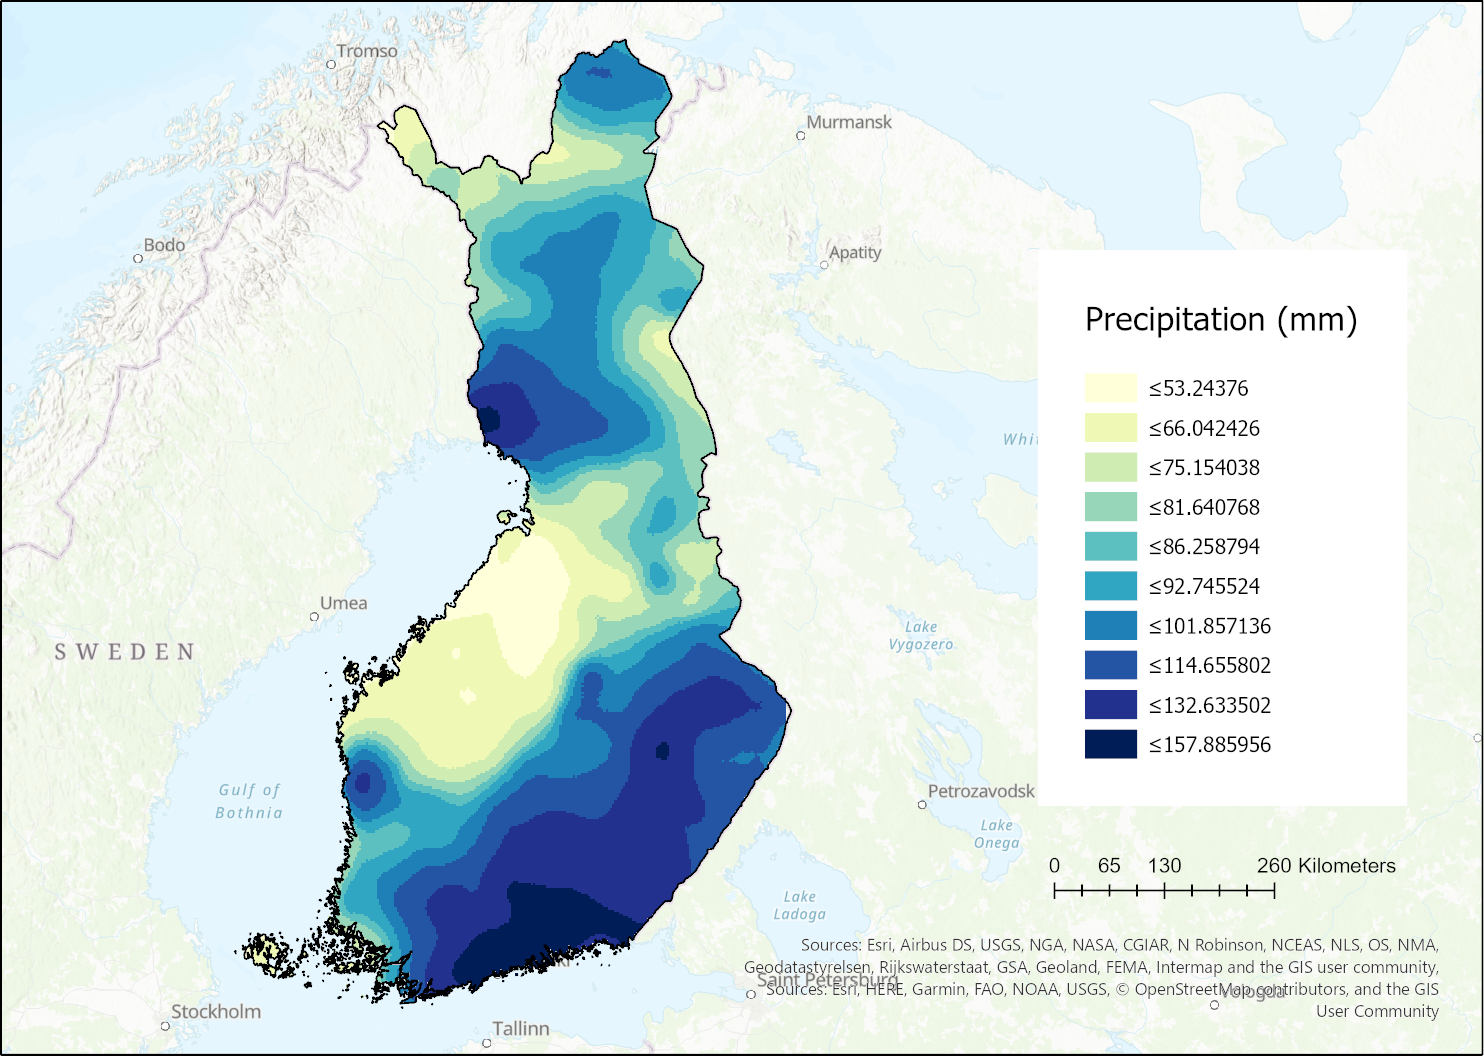 Tromso
Murmansk
Bodo
Apatity
Precipitation (mm)
≤53.24376
≤66.042426
≤75.154038
≤81.640768
≤86.258794
≤92.745524
≤101.857136
≤114.655802
≤132.633502
≤157.885956
Whit
Umea
SWEDEN
Lake
Vygozero
Gulf of
Bothnia
Petrozavodsk
Lake
Onega
0 65 130 260 Kilometers
Lake
Ladoga
Sources: Esri, Airbus DS, USGS, NGA, NASA, CGIAR, N Robinson, NCEAS, NLS, OS, NMA,
Geodatastyrelsen, Rijkswaterstaat, GSA, Geoland, FEMA, Intermap and the GIS user community,
Saint Petersburg
Sources: Esri, HERE, Garmin, FAO, NOAA, USGS, © OpenStreetMap contributors, and the GIS
Vologda
User Community
Stockholm
Tallinn